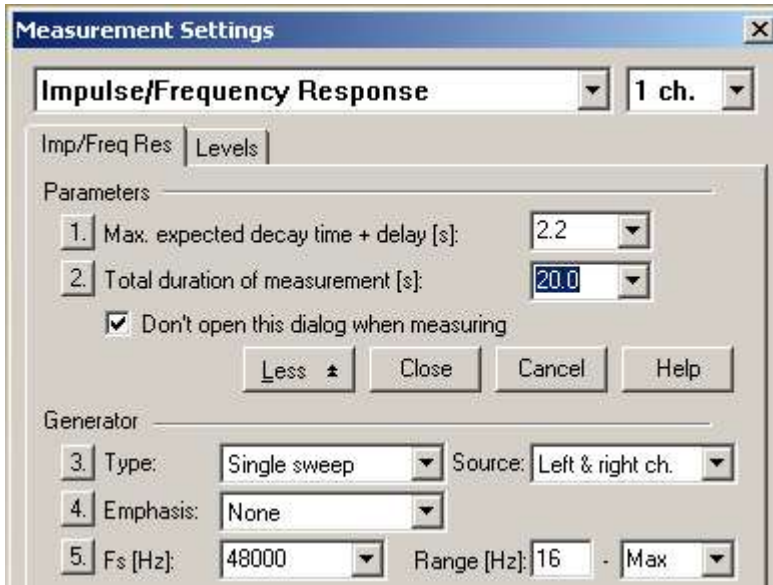 Measurement Settings
Impulse/Frequency Response 1 ch.
Imp/Freq Res Levels
Parameters
1. Max. expected decay time + delay [s]: 2.2
2. Total duration of measurement [s]: 20.0
Don't open this dialog when measuring
Less Close Cancel Help
Generator
3. Type: Single sweep Source: Left & right ch.
4. Emphasis: None
5. Fs [Hz]: 48000 Range [Hz]: 16 - Max